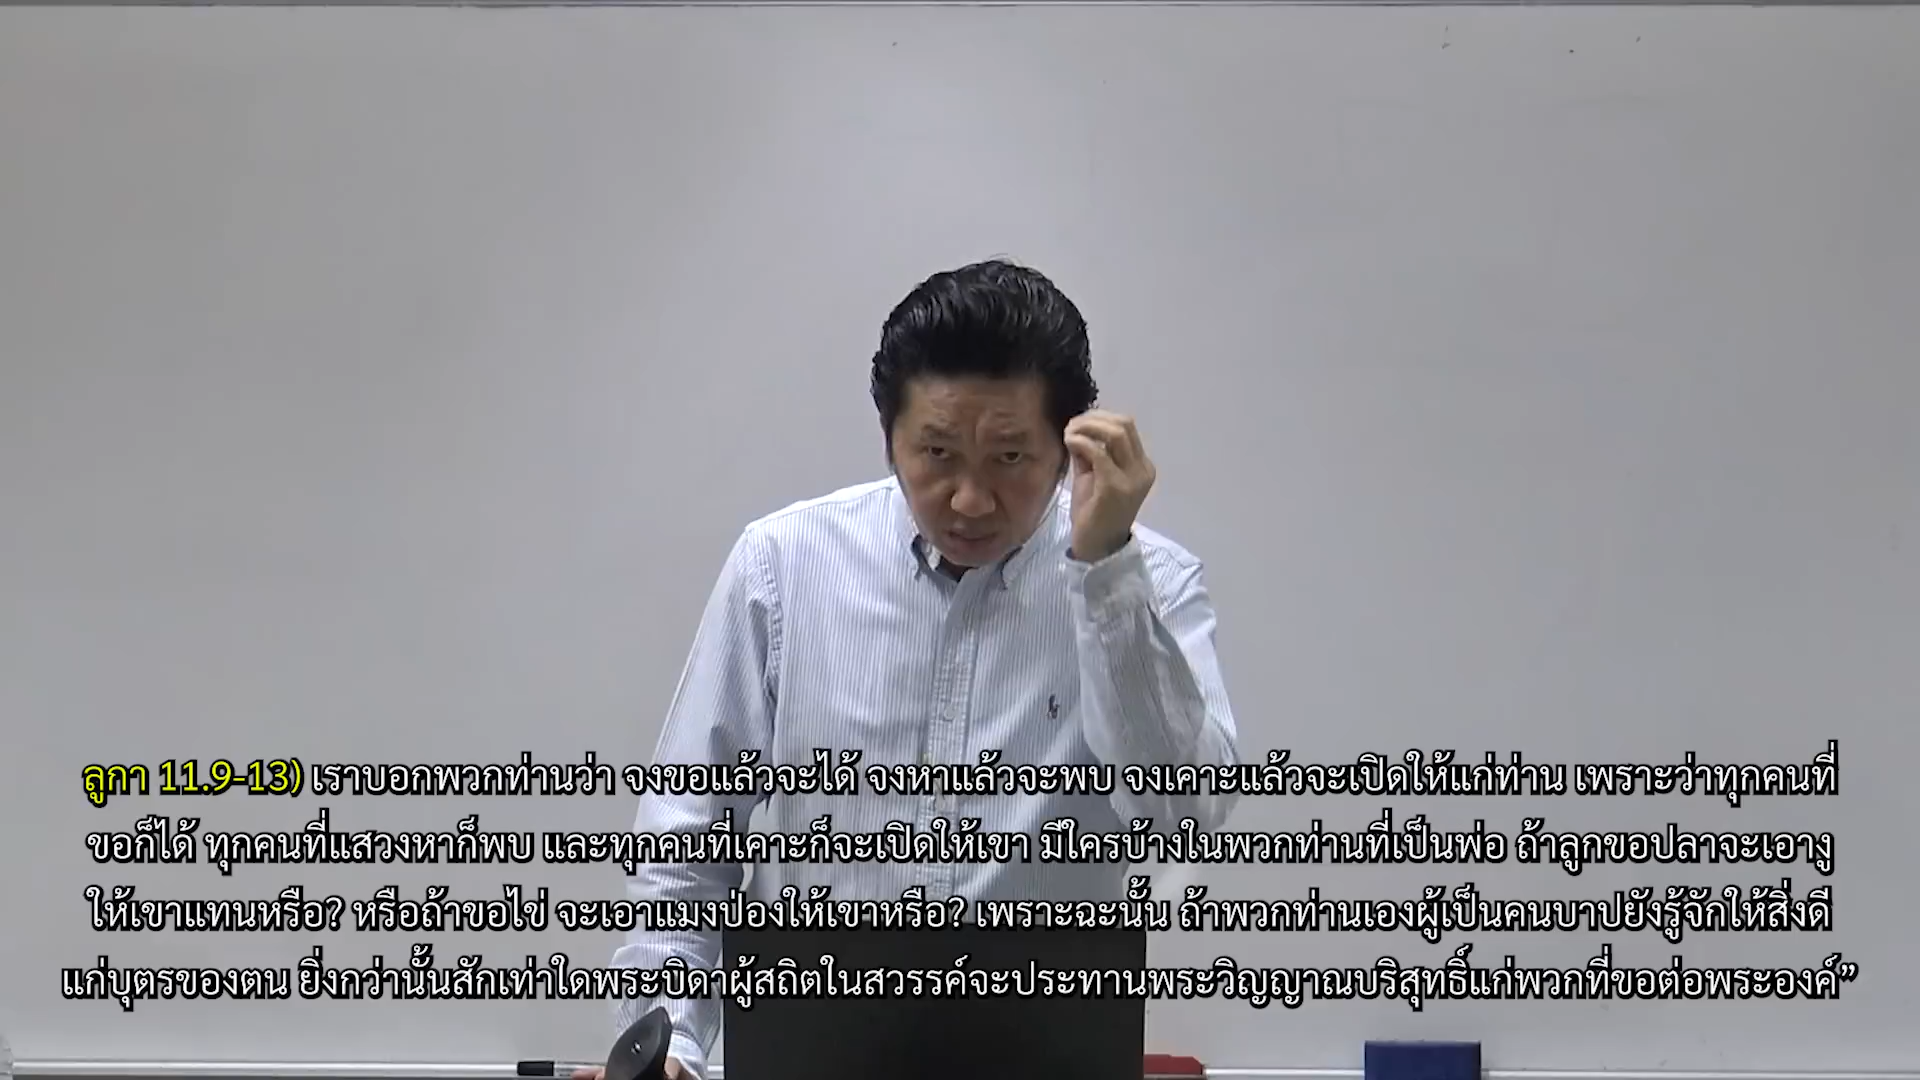 ลูกา 11.9-13) เราบอกพวกท่านว่า จงขอแล้วจะได้ จงหาแล้วจะพบ จงเคาะแล้วจะเปิดให้แก่ท่าน เพราะว่าทุกคนที่
ขอก็ได้ ทุกคนที่แสวงหาก็พบ และทุกคนที่เคาะก็จะเปิดให้เขา มีใครบ้างในพวกท่านที่เป็นพ่อ ถ้าลูกขอปลาจะเอางู
ให้เขาแทนหรือ? หรือถ้าขอไข่ จะเอาแมงป่องให้เขาหรือ? เพราะฉะนั้น ถ้าพวกท่านเองผู้เป็นคนบาปยังรู้จักให้สิ่งดี
แก่บุตรของตน ยิ่งกว่านั้นสักเท่าใดพระบิดาผู้สถิตในสวรรค์จะประทานพระวิญญาณบริสุทธิ์แก่พวกที่ขอต่อพระองค์”